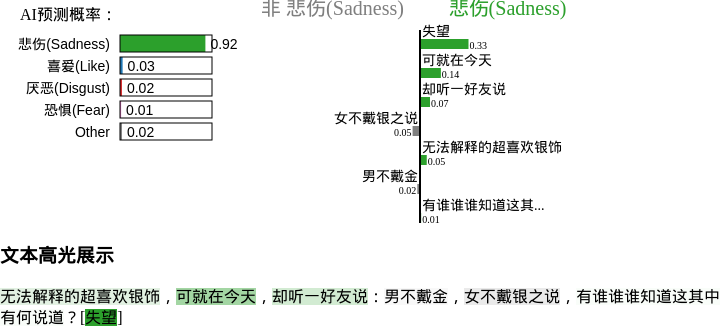 AI预测概率：
悲伤(Sadness) 0.92
喜爱(Like) 0.03
厌恶(Disgust) 0.02
恐惧(Fear) 0.01
Other 0.02
非 悲伤(Sadness) 悲伤(Sadness)
失望
0.33
可就在今天
0.14
却听一好友说
0.07
女不戴银之说
0.05
无法解释的超喜欢银饰
0.05
男不戴金
0.02
有谁谁谁知道这其...
0.01
文本高光展示
无法解释的超喜欢银饰，可就在今天，却听一好友说：男不戴金，女不戴银之说，有谁谁谁知道这其中
有何说道？[失望]